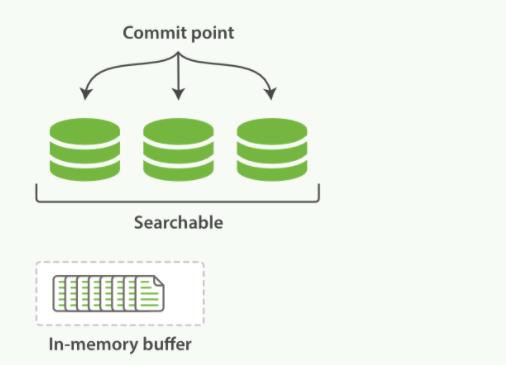 Commit point
Searchable
In-memory buffer